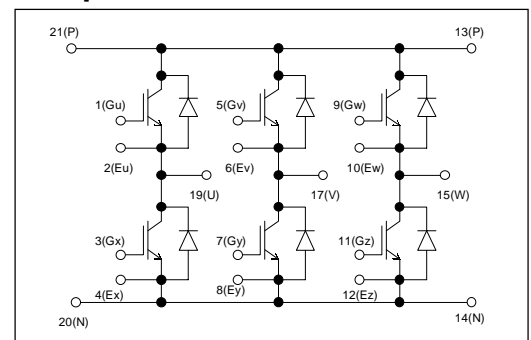 21(P) 13(P)
1(Gu) 5(Gv) 9(Gw)
2(Eu) 6(Ev) 10(Ew)
19(U) 17(V) 15(W)
3(Gx) 7(Gy) 11(Gz)
4(Ex) 8(Ey) 12(Ez)
20(N) 14(N)